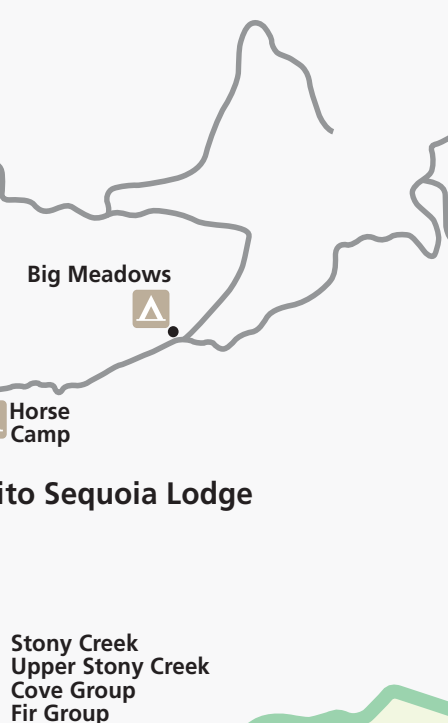 Big Meadows
Horse
Camp
ito Sequoia Lodge
Stony Creek
Upper Stony Creek
Cove Group
Fir Group